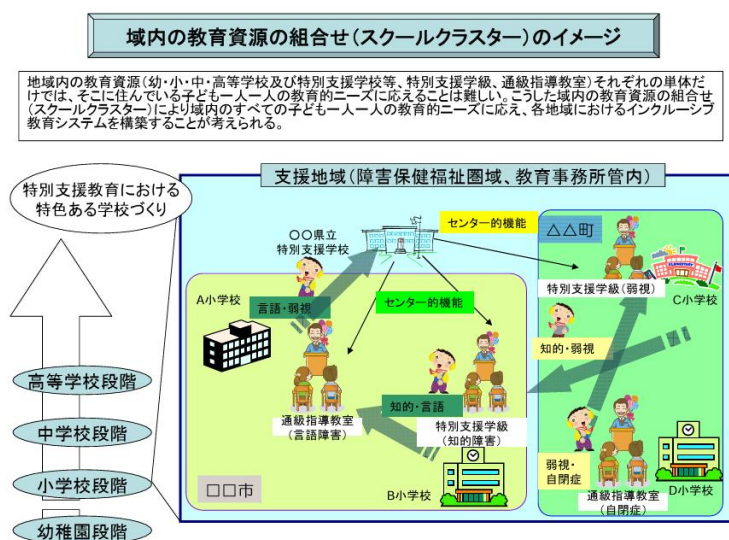 域内の教育資源の組合せ(スクールクラスター)のイメージ
地域内の教育資源(幼・小・中・高等学校及び特別支援学校等、特別支援学級、通級指導教室)それぞれの単体だ
けでは、そこに住んでいる子ども一人一人の教育的ニーズに応えることは難しい。こうした域内の教育資源の組合せ
(スクールクラスター)により域内のすべての子ども一人一人の教育的ニーズに応え、各地域におけるインクルーシブ
教育システムを構築することが考えられる。
特別支援教育における
特色ある学校づくり
高等学校段階
中学校段階
小学校段階
幼稚園段階
支援地域(障害保健福祉圏域、教育事務所管内)
〇〇県立
特別支援学校
センター的機能
△△町
A小学校
言語・弱視
センター的機能
特別支援学級(弱視)
C小学校
知的・弱視
知的・言語
通級指導教室
(言語障害)
特別支援学級
(知的障害)
弱視・
自閉症
通級指導教室
(自閉症)
D小学校
□□市
B小学校